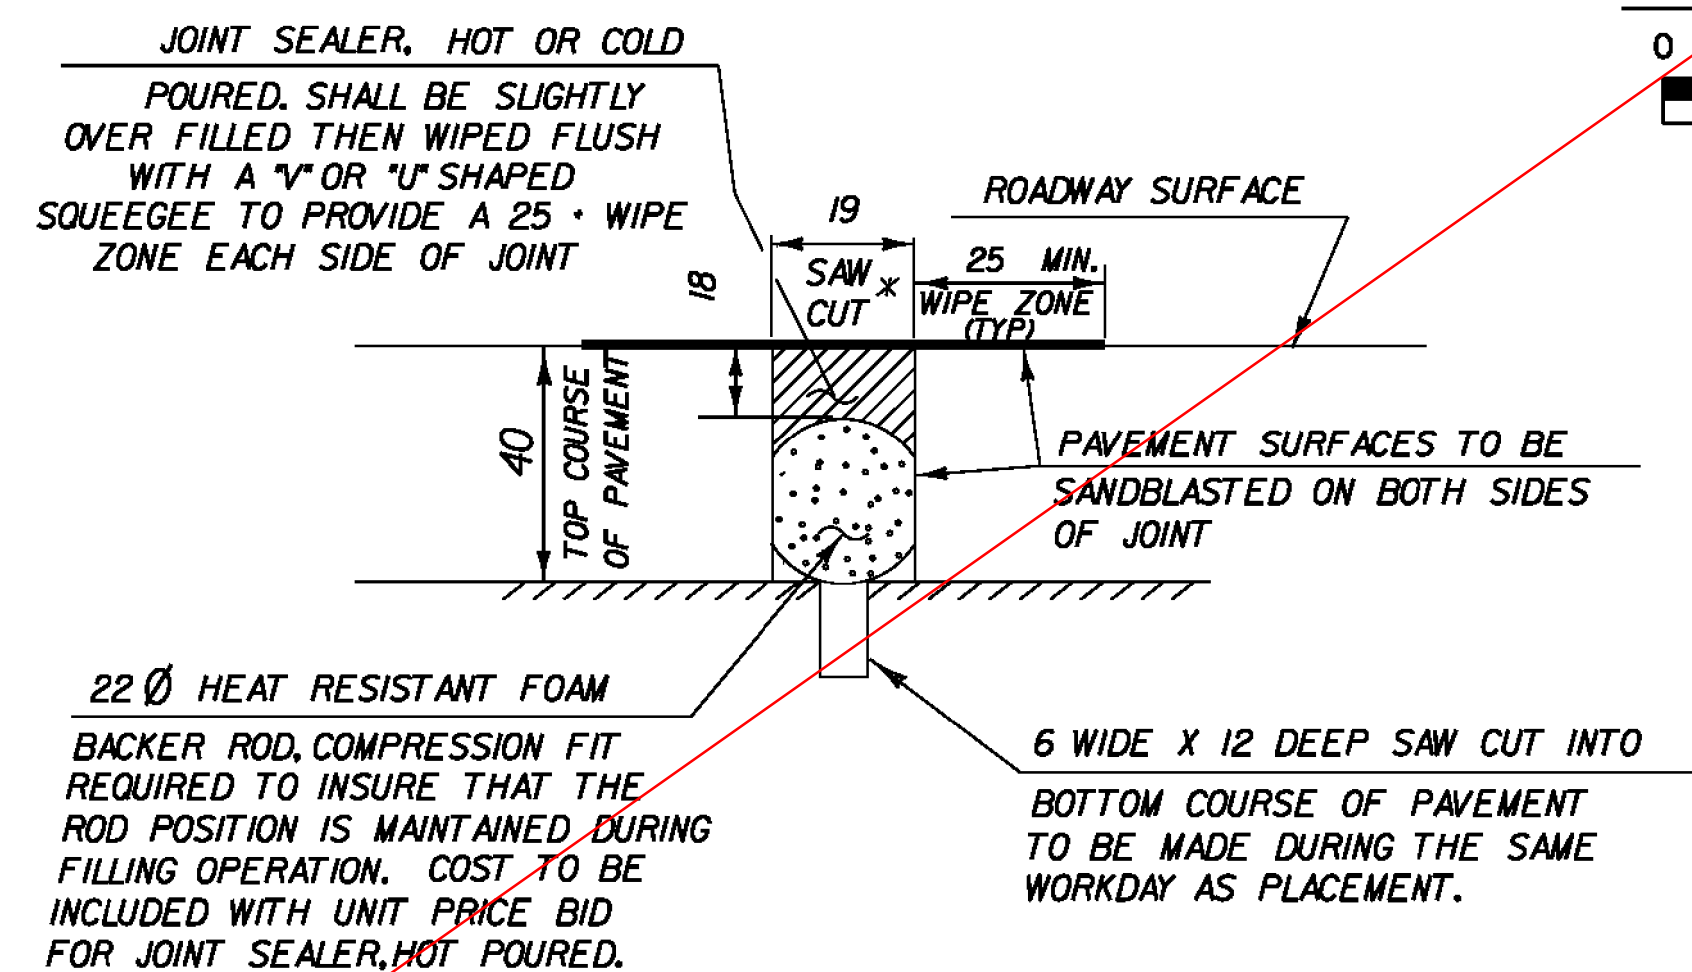 JOINT SEALER, HOT OR COLD
POURED. SHALL BE SLIGHTLY
OVER FILLED THEN WIPED FLUSH
WITH A "V" OR "U" SHAPED
SQUEEGEE TO PROVIDE A 25 • WIPE
ZONE EACH SIDE OF JOINT
0
ROADWAY SURFACE
19
SAW *
CUT
25 MIN.
WIPE ZONE
(TYP)
18
40
TOP COURSE
OF PAVEMENT
PAVEMENT SURFACES TO BE
SANDBLASTED ON BOTH SIDES
OF JOINT
22 Ø HEAT RESISTANT FOAM
BACKER ROD, COMPRESSION FIT
REQUIRED TO INSURE THAT THE
ROD POSITION IS MAINTAINED DURING
FILLING OPERATION. COST TO BE
INCLUDED WITH UNIT PRICE BID
FOR JOINT SEALER, HOT POURED.
6 WIDE X 12 DEEP SAW CUT INTO
BOTTOM COURSE OF PAVEMENT
TO BE MADE DURING THE SAME
WORKDAY AS PLACEMENT.